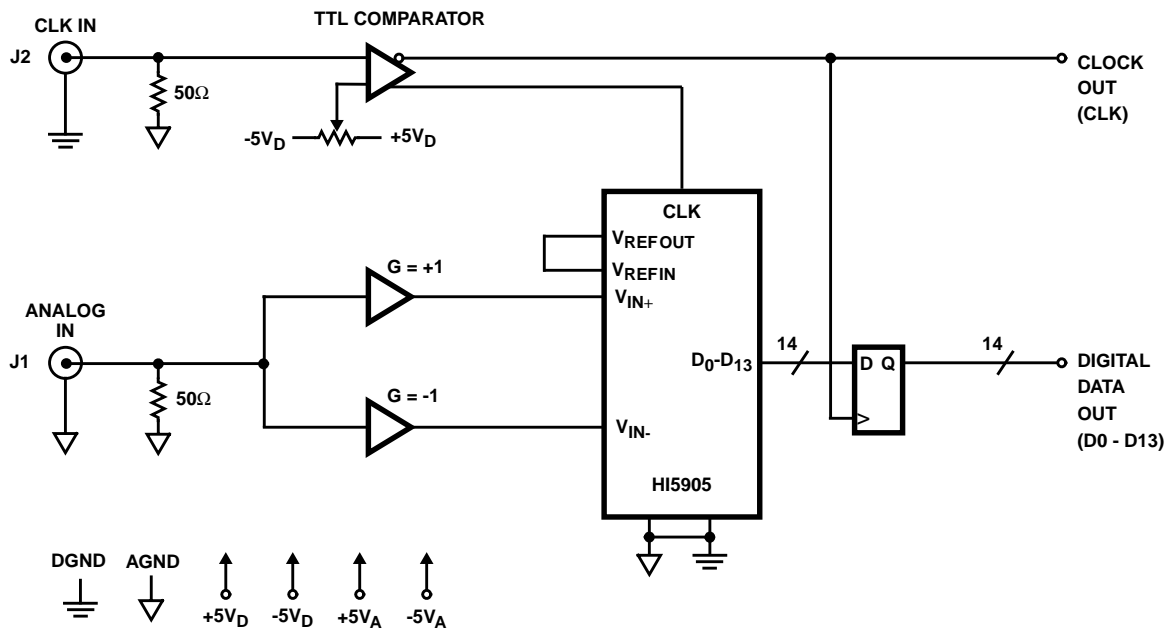 CLK IN
J2
50Ω
TTL COMPARATOR
-5VD
+5VD
CLOCK
OUT
(CLK)
CLK
VREFOUT
VREFIN
VIN+
G = +1
ANALOG
IN
J1
50Ω
G = -1
VIN-
D0-D13
HI5905
14
D Q
>
14
DIGITAL
DATA
OUT
(D0 - D13)
DGND
AGND
+5VD
-5VD
+5VA
-5VA